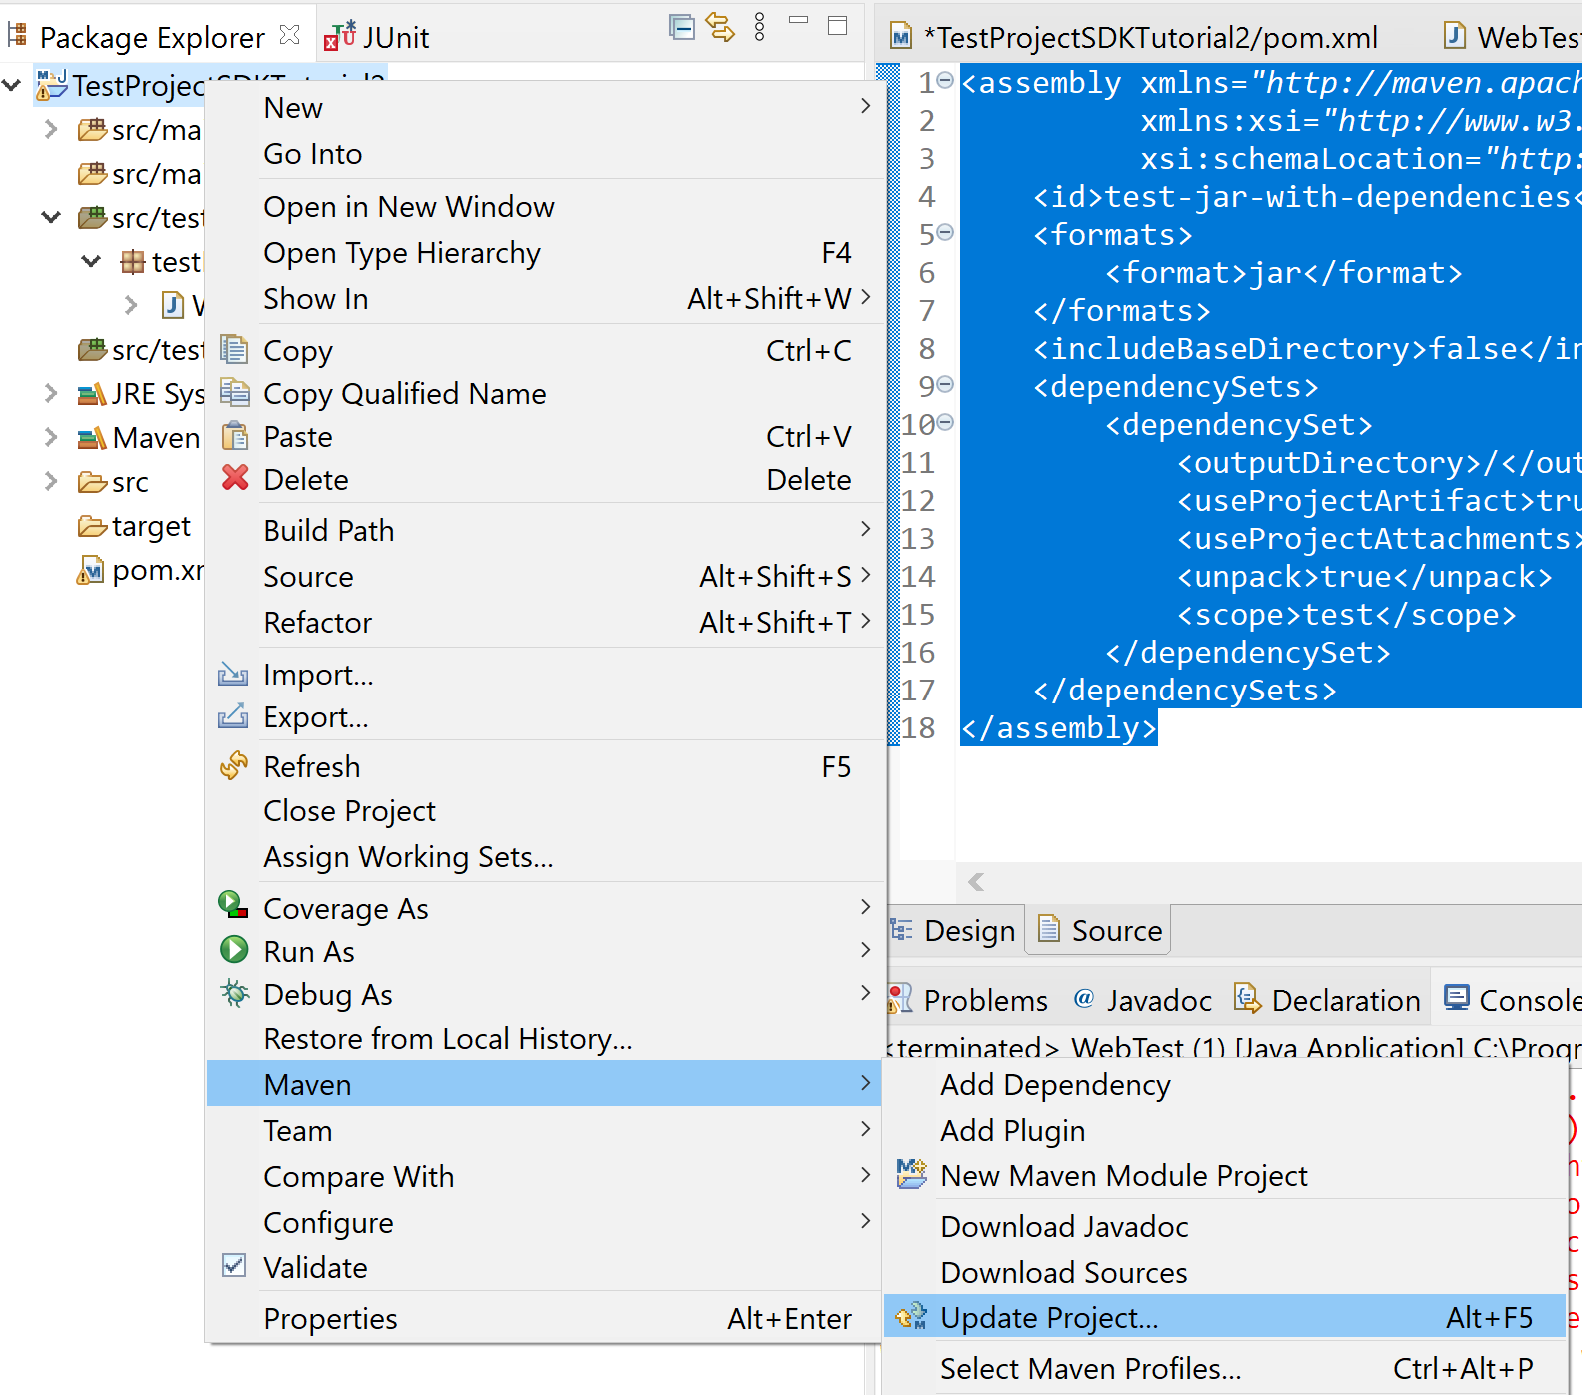 Package Explorer
JUnit
*TestProjectSDKTutorial2/pom.xml
WebTest
TestProjectSDKTutorial2
src/ma
src/ma
src/test
test
src/test
JRE Sys
Maven
src
target
pom.xm
New
Go Into
Open in New Window
Open Type Hierarchy F4
Show In Alt+Shift+W
Copy Ctrl+C
Copy Qualified Name
Paste Ctrl+V
Delete Delete
Build Path
Source Alt+Shift+S
Refactor Alt+Shift+T
Import...
Export...
Refresh F5
Close Project
Assign Working Sets...
Coverage As
Run As
Debug As
Restore from Local History...
Maven
Team
Compare With
Configure
Validate
Properties Alt+Enter
1 <assembly xmlns="http://maven.apach
2 xmlns:xsi="http://www.w3.
3 xsi:schemaLocation="http:
4 <id>test-jar-with-dependencies<
5 <formats>
6 <format>jar</format>
7 </formats>
8 <includeBaseDirectory>false</in
9 <dependencySets>
10 <dependencySet>
11 <outputDirectory>/</out
12 <useProjectArtifact>tru
13 <useProjectAttachments>
14 <unpack>true</unpack>
15 <scope>test</scope>
16 </dependencySet>
17 </dependencySets>
18 </assembly>
Design
Source
Problems
@ Javadoc
Declaration
Console
<terminated> WebTest (1) [Java Application] C:\Progr
Add Dependency
Add Plugin
New Maven Module Project
Download Javadoc
Download Sources
Update Project... Alt+F5
Select Maven Profiles... Ctrl+Alt+P